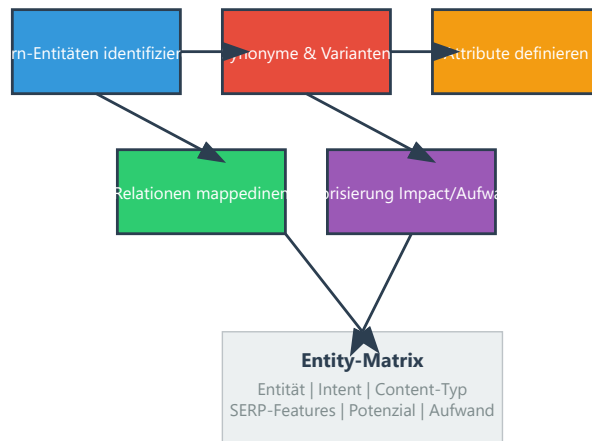 rn-Entitäten identifizier
ynonyme & Varianten
Attribute definieren
Relationen mappedinen
orisierung Impact/Aufwa
Entity-Matrix
Entität | Intent | Content-Typ
SERP-Features | Potenzial | Aufwand